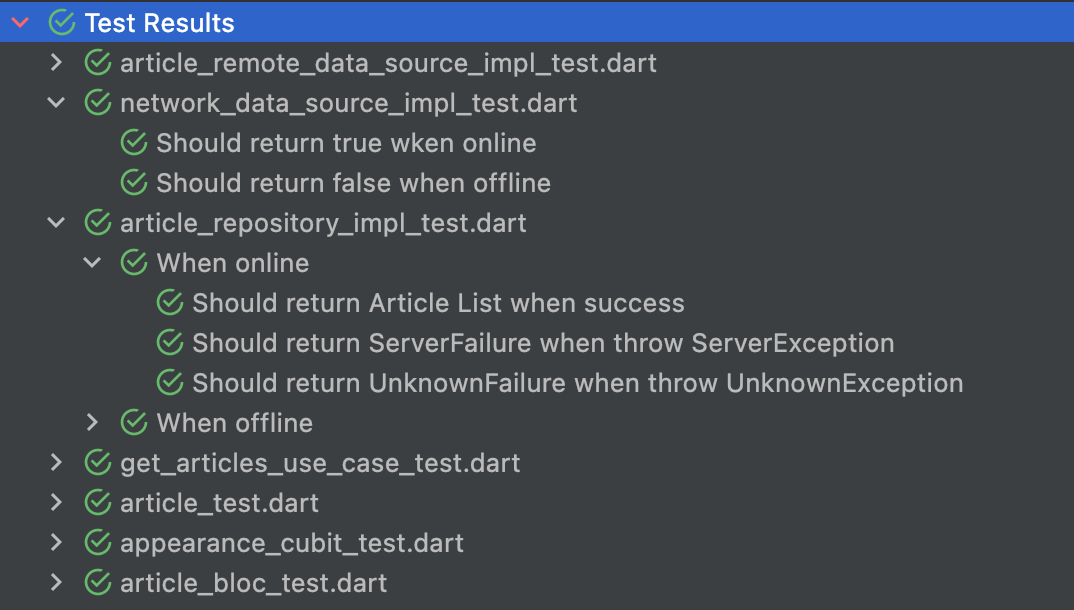 Test Results
article_remote_data_source_impl_test.dart
network_data_source_impl_test.dart
Should return true wken online
Should return false when offline
article_repository_impl_test.dart
When online
Should return Article List when success
Should return ServerFailure when throw ServerException
Should return UnknownFailure when throw UnknownException
When offline
get_articles_use_case_test.dart
article_test.dart
appearance_cubit_test.dart
article_bloc_test.dart